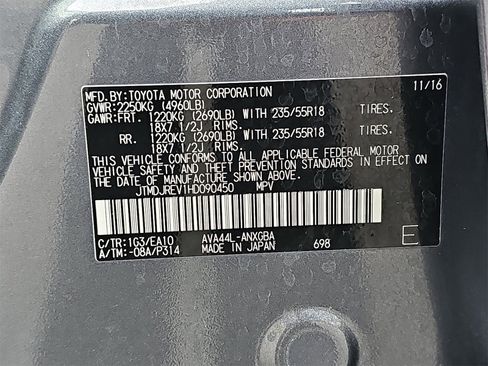 MFD. BY: TOYOTA MOTOR CORPORATION 11/16
GVWR: 2250KG (4960LB)
GAWR: FRT. 1220KG (2690LB) WITH 235/55R18 TIRES.
18X7 1/2J RIMS.
RR. 1220KG (2690LB) WITH 235/55R18 TIRES.
18X7 1/2J RIMS.
THIS VEHICLE CONFORMS TO ALL APPLICABLE FEDERAL MOTOR
VEHICLE SAFETY AND THEFT PREVENTION STANDARDS IN EFFECT ON
THE DATE OF MANUFACTURE SHOWN ABOVE.
JTMDJREV1HD090450 MPV
C/TR: 1G3/EA10 AVA44L-ANXGBA
A/TM: -08A/P314 MADE IN JAPAN 698 E